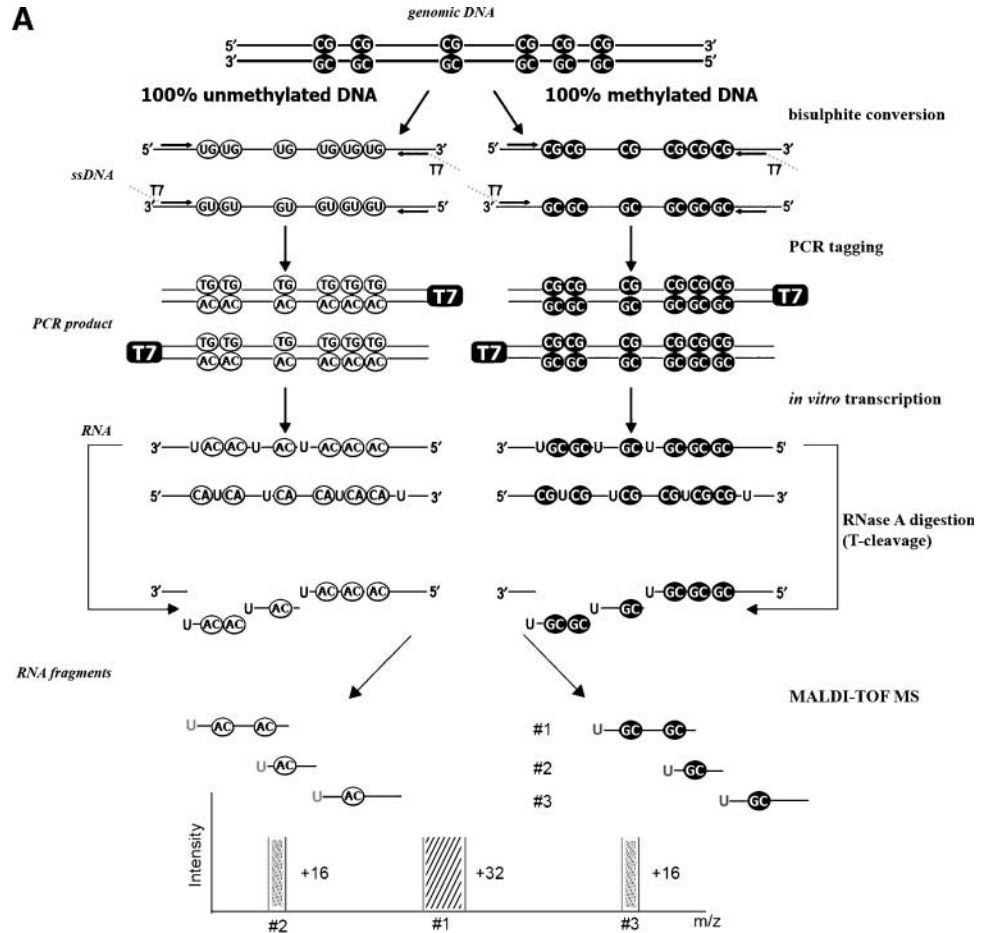 A
genomic DNA
5′ CG CG CG CG CG CG 3′
3′ GC GC GC GC GC GC 5′
100% unmethylated DNA 100% methylated DNA
bisulphite conversion
5′ UG UG UG UG UG UG 3′ 5′ CG CG CG CG CG CG 3′
T7 T7
ssDNA
T7 T7
3′ GU GU GU GU GU GU 5′ 3′ GC GC GC GC GC GC 5′
PCR tagging
TG TG TG TG TG TG CG CG CG CG CG CG
AC AC AC AC AC AC T7 GC GC GC GC GC GC T7
PCR product
TG TG TG TG TG TG CG CG CG CG CG CG
T7 AC AC AC AC AC AC T7 GC GC GC GC GC GC
in vitro transcription
RNA
3′ U AC AC U AC U AC AC AC 5′ 3′ U GC GC U GC U GC GC GC 5'
5′ CA U CA U CA CA U CA CA U 3′ 5′ CG U CG U CG CG U CG CG U 3′
RNase A digestion
(T-cleavage)
3′ U AC AC AC 5′ 3′ U GC GC GC 5′
U AC U GC
U AC AC U GC GC
RNA fragments
MALDI-TOF MS
U AC AC #1 U GC GC
U AC #2 U GC
U AC #3 U GC
Intensity
+16 +32 +16
#2 #1 #3 m/z